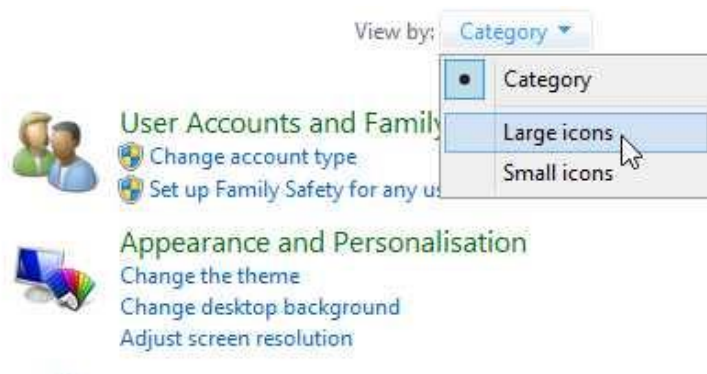 View by: Category
Category
Large icons
Small icons
User Accounts and Family
Change account type
Set up Family Safety for any
Appearance and Personalisation
Change the theme
Change desktop background
Adjust screen resolution